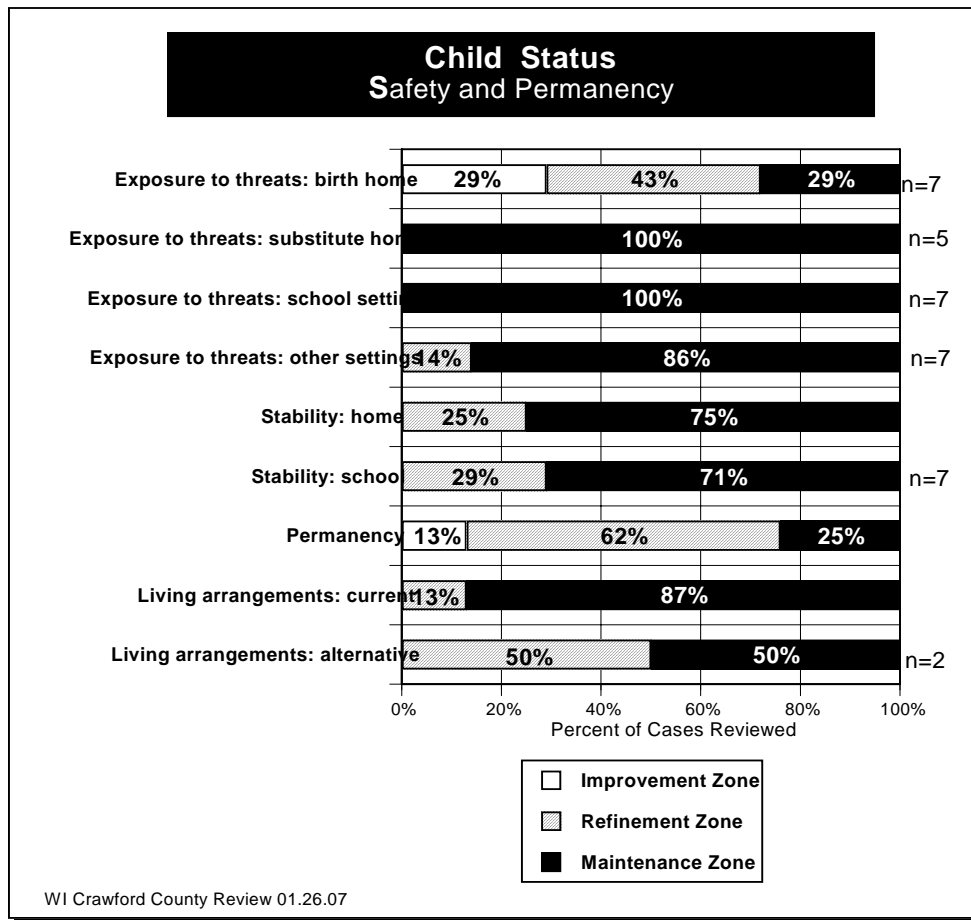 Child Status
Safety and Permanency
Exposure to threats: birth home 29% 43% 29% n=7
Exposure to threats: substitute hom 100% n=5
Exposure to threats: school settin 100% n=7
Exposure to threats: other settings 14% 86% n=7
Stability: home 25% 75%
Stability: school 29% 71% n=7
Permanency 13% 62% 25%
Living arrangements: current 13% 87%
Living arrangements: alternative 50% 50% n=2
0% 20% 40% 60% 80% 100%
Percent of Cases Reviewed
Improvement Zone
Refinement Zone
Maintenance Zone
WI Crawford County Review 01.26.07